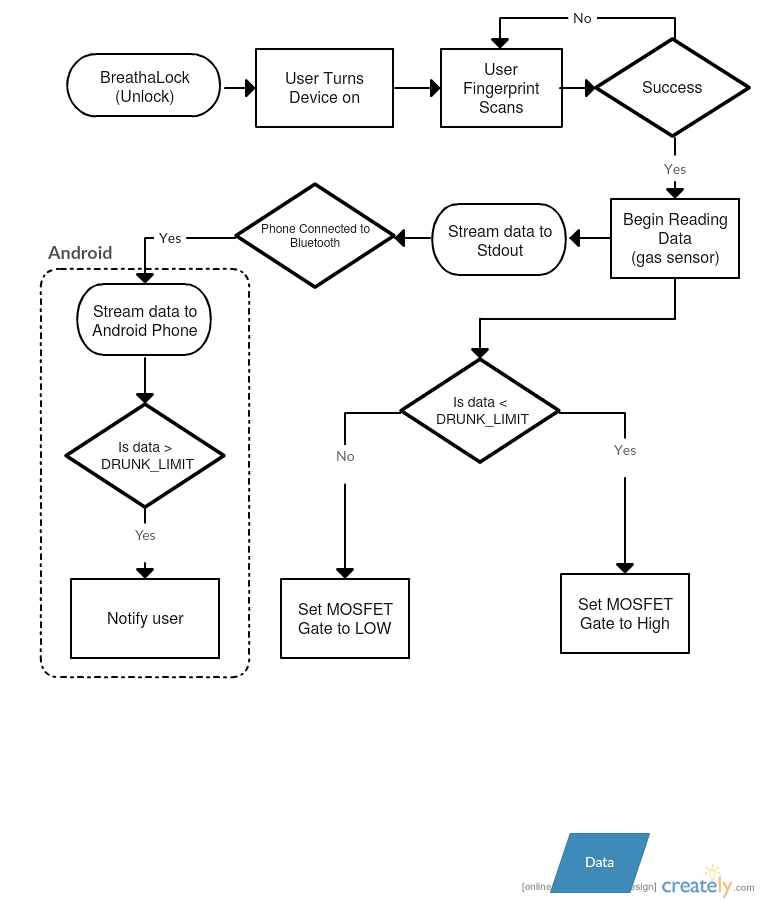 No
BreathaLock
(Unlock)
User Turns
Device on
User
Fingerprint
Scans
Success
Yes
Phone Connected to
Bluetooth
Stream data to
Stdout
Begin Reading
Data
(gas sensor)
Yes
Android
Stream data to
Android Phone
Is data >
DRUNK_LIMIT
Yes
Notify user
Is data <
DRUNK_LIMIT
No
Yes
Set MOSFET
Gate to LOW
Set MOSFET
Gate to High
Data
[online esign]
creately.com